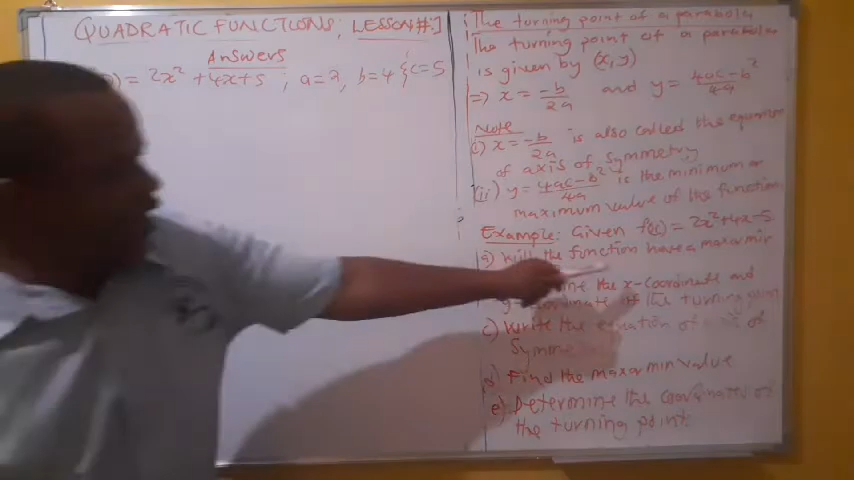 QUADRATIC FUNCTIONS; LESSON#:1
Answers
= 2x² + 4x + 5 ; a = 2, b = 4 { c = 5
The turning point of a parabola
The turning point of a parabola
is given by (x, y)
=> x = -b/2a and y = 4ac - b²/4a
Note
(i) x = -b/2a is also called the equation
of axis of symmetry
(ii) y = 4ac - b²/4a is the minimum or
maximum value of the function
Example: Given f(x) = 2x² + 4x - 5
a) Will the function have a max or min
the x-coordinate and
y-coordinate of the turning point
c) Write the equation of of
Symme
d) Find the max or min value
e) Determine the coordinates of
the turning point.